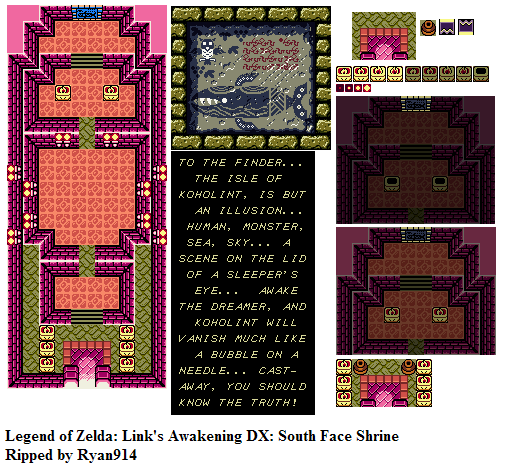 TO THE FINDER...
THE ISLE OF
KOHOLINT, IS BUT
AN ILLUSION...
HUMAN, MONSTER,
SEA, SKY... A
SCENE ON THE LID
OF A SLEEPER'S
EYE... AWAKE
THE DREAMER, AND
KOHOLINT WILL
VANISH MUCH LIKE
A BUBBLE ON A
NEEDLE... CAST-
AWAY, YOU SHOULD
KNOW THE TRUTH!
Legend of Zelda: Link's Awakening DX: South Face Shrine
Ripped by Ryan914